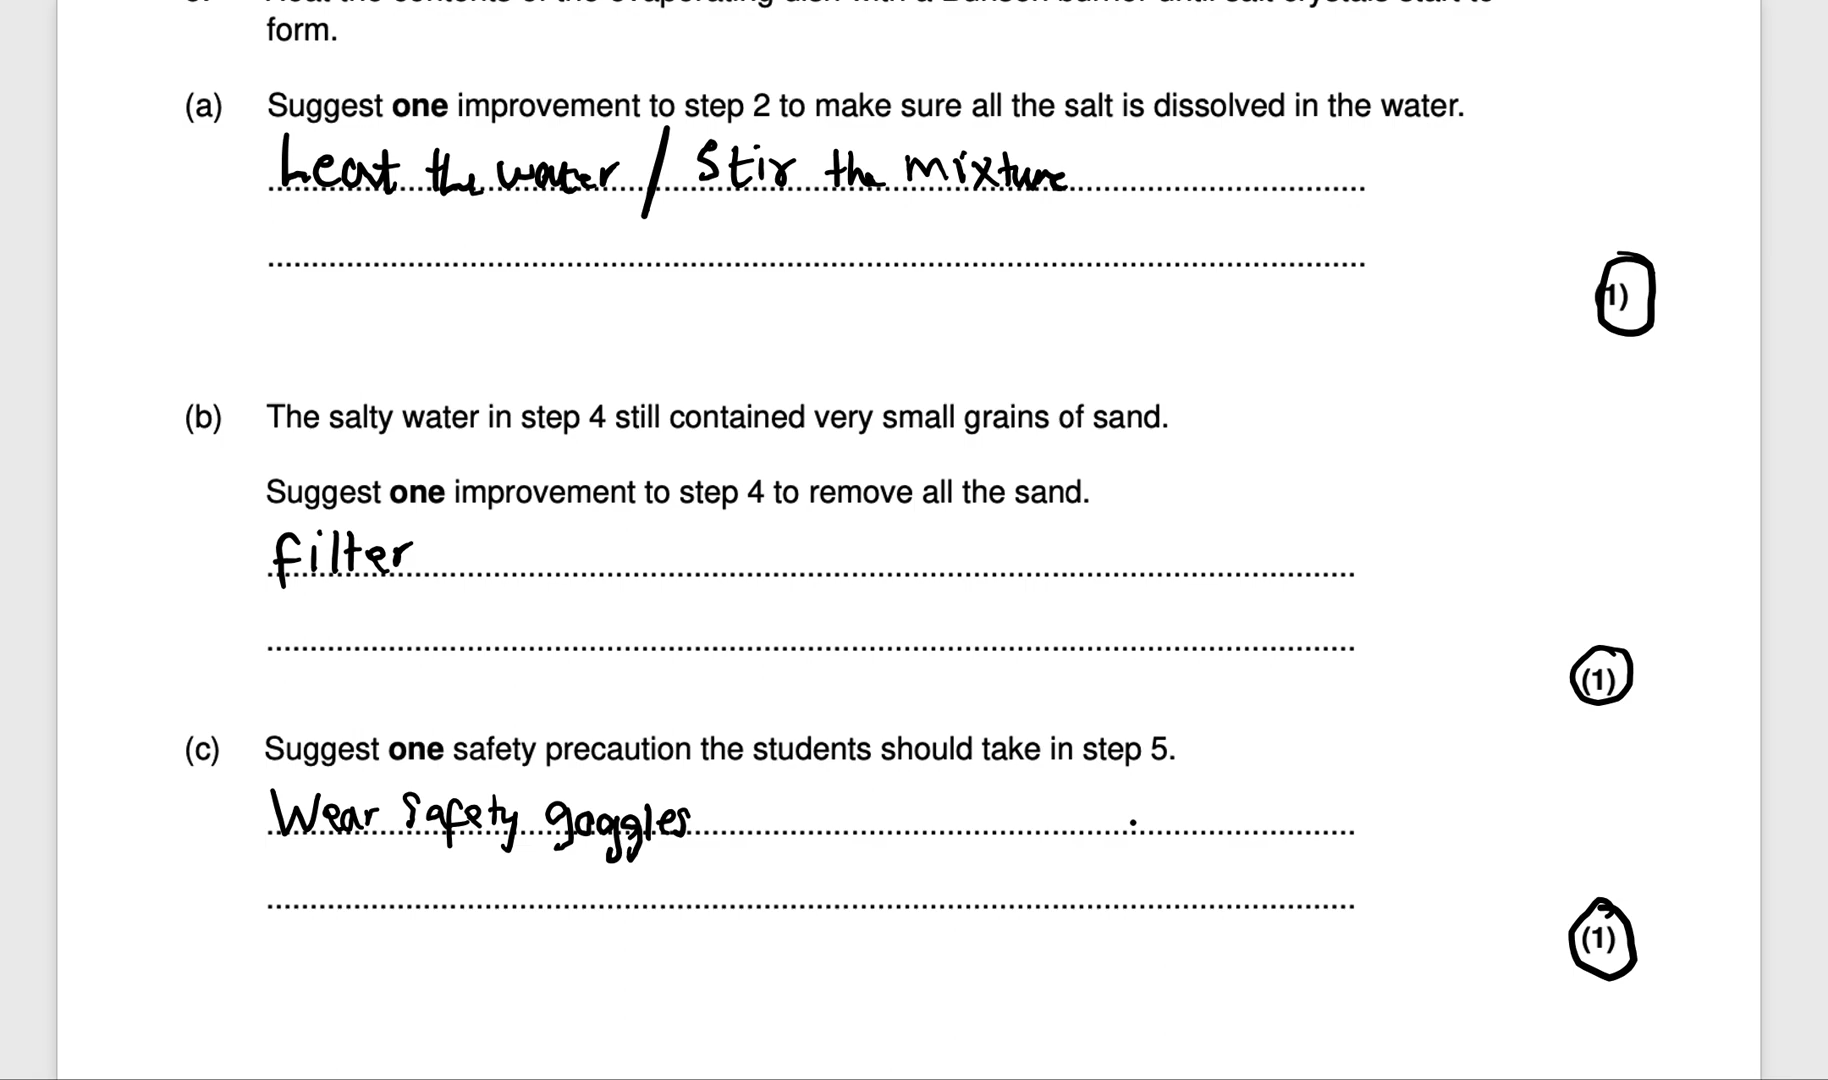 form.
(a) Suggest one improvement to step 2 to make sure all the salt is dissolved in the water.
heat the water / Stir the mixture
(1)
(b) The salty water in step 4 still contained very small grains of sand.
Suggest one improvement to step 4 to remove all the sand.
filter
(1)
(c) Suggest one safety precaution the students should take in step 5.
Wear safety goggles
(1)